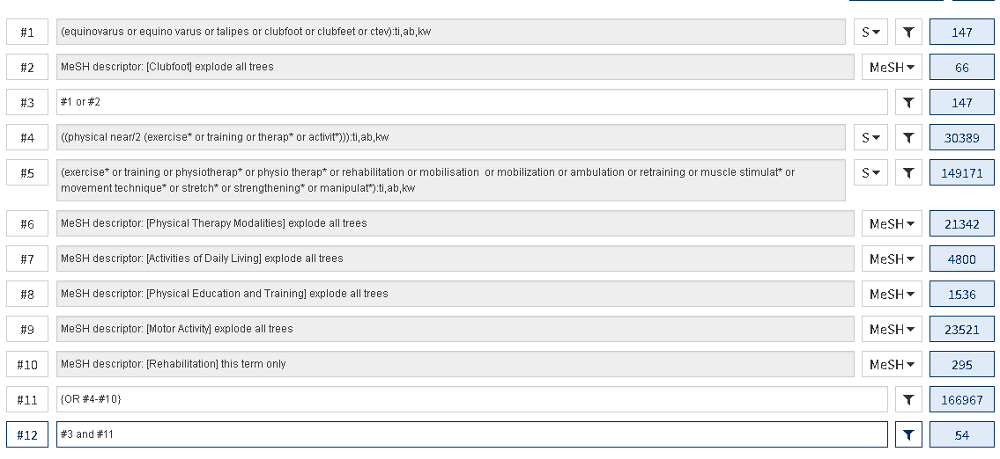 #1 (equinovarus or equino varus or talipes or clubfoot or clubfeet or ctev):ti,ab,kw S 147
#2 MeSH descriptor: [Clubfoot] explode all trees MeSH 66
#3 #1 or #2 147
#4 ((physical near/2 (exercise* or training or therap* or activit*))):ti,ab,kw S 30389
#5 (exercise* or training or physiotherap* or physio therap* or rehabilitation or mobilisation or mobilization or ambulation or retraining or muscle stimulat* or S 149171
movement technique* or stretch* or strengthening* or manipulat*):ti,ab,kw
#6 MeSH descriptor: [Physical Therapy Modalities] explode all trees MeSH 21342
#7 MeSH descriptor: [Activities of Daily Living] explode all trees MeSH 4800
#8 MeSH descriptor: [Physical Education and Training] explode all trees MeSH 1536
#9 MeSH descriptor: [Motor Activity] explode all trees MeSH 23521
#10 MeSH descriptor: [Rehabilitation] this term only MeSH 295
#11 {OR #4-#10} 166967
#12 #3 and #11 54